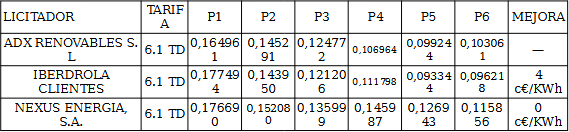 LICITADOR TARIFA P1 P2 P3 P4 P5 P6 MEJORA
ADX RENOVABLES S.L 6.1 TD 0,164961 0,145291 0,124772 0,106964 0,099244 0,103061 —
IBERDROLA CLIENTES 6.1 TD 0,177494 0,143950 0,121206 0,111798 0,093344 0,096218 4 c€/KWh
NEXUS ENERGIA, S.A. 6.1 TD 0,176690 0,152080 0,135999 0,145987 0,126943 0,115856 0 c€/KWh